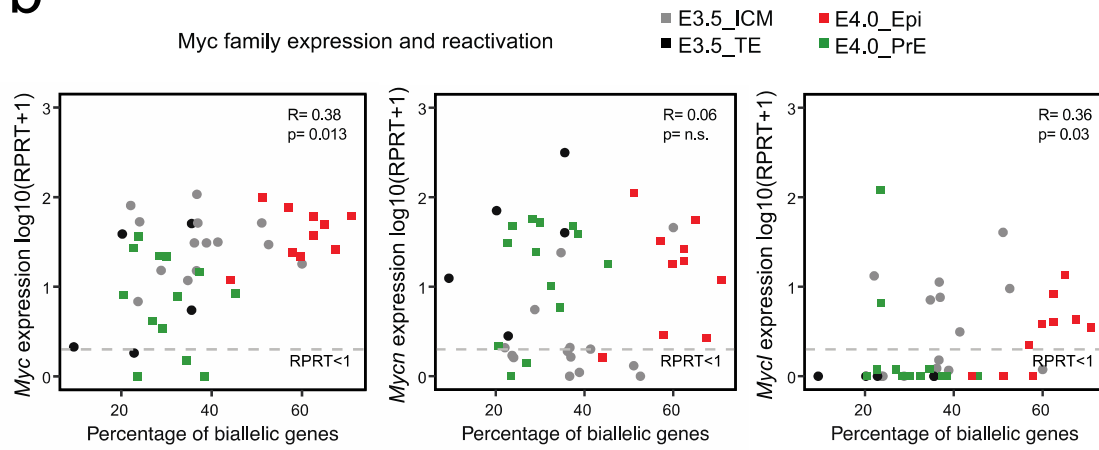 b
Myc family expression and reactivation
E3.5_ICM
E4.0_Epi
E3.5_TE
E4.0_PrE
Myc expression log10(RPRT+1)
3
2
1
0
R= 0.38
p= 0.013
RPRT<1
20
40
60
Percentage of biallelic genes
Mycn expression log10(RPRT+1)
3
2
1
0
R= 0.06
p= n.s.
RPRT<1
20
40
60
Percentage of biallelic genes
Mycl expression log10(RPRT+1)
3
2
1
0
R= 0.36
p= 0.03
RPRT<1
20
40
60
Percentage of biallelic genes